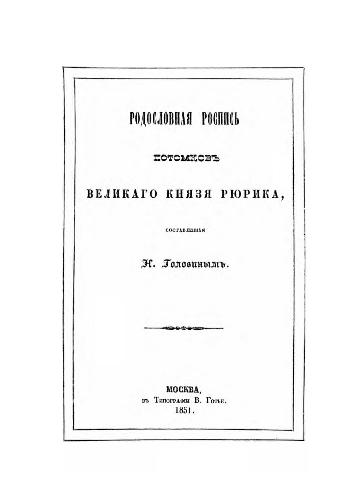 РОДОСЛОВНАЯ РОСПИСЬ
ПОТОМКОВЪ
ВЕЛИКАГО КНЯЗЯ РЮРИКА,
СОСТАВЛЕННАЯ
Н. Головинымъ.
МОСКВА,
въ Типографіи В. Готье.
1851.